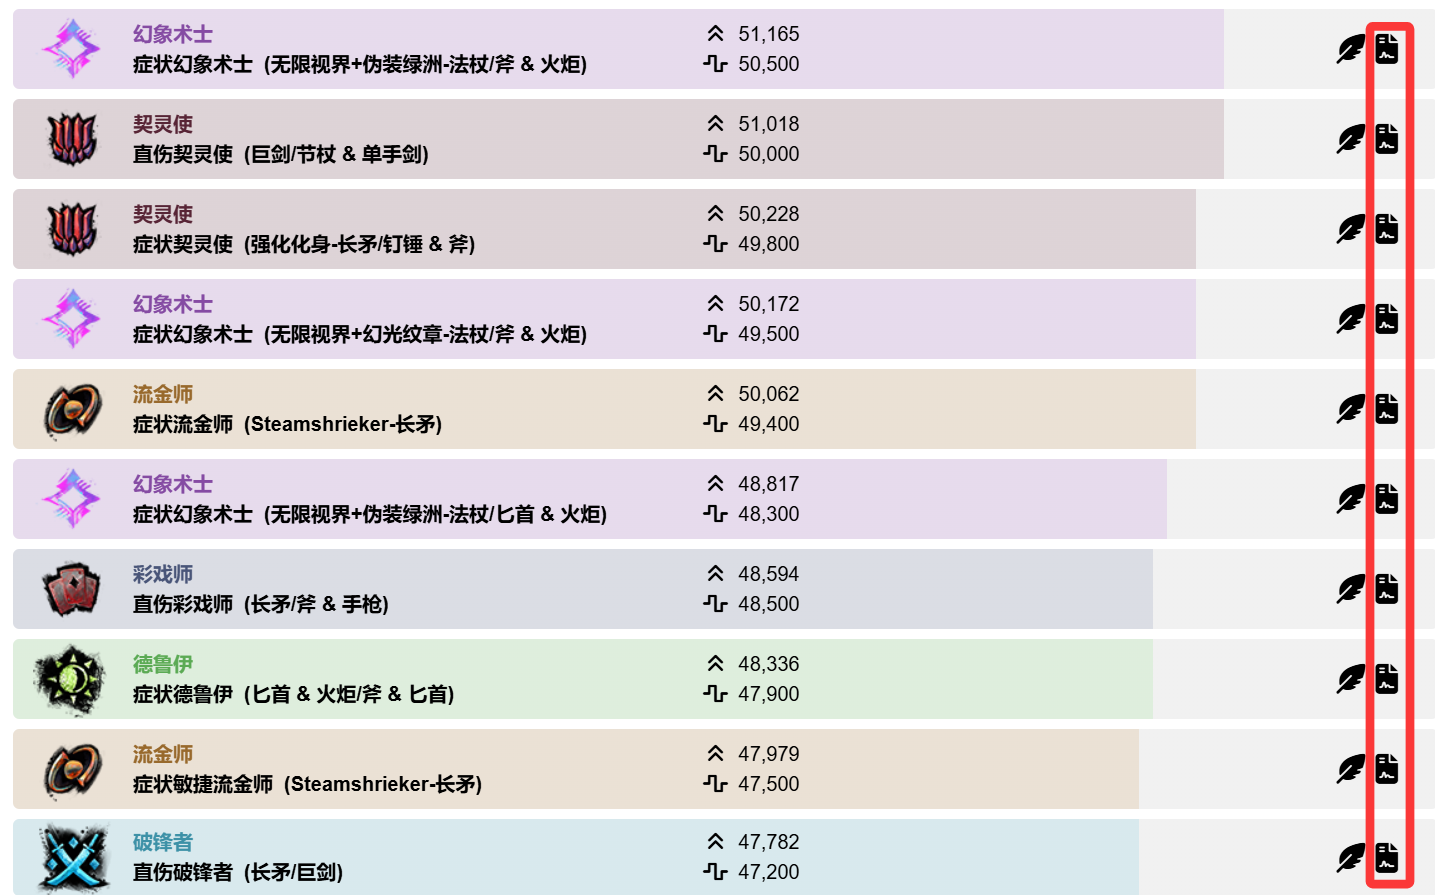 幻象术士
51,165
症状幻象术士 (无限视界+伪装绿洲-法杖/斧 & 火炬)
50,500
契灵使
51,018
直伤契灵使 (巨剑/节杖 & 单手剑)
50,000
契灵使
50,228
症状契灵使 (强化化身-长矛/钉锤 & 斧)
49,800
幻象术士
50,172
症状幻象术士 (无限视界+幻光纹章-法杖/斧 & 火炬)
49,500
流金师
50,062
症状流金师 (Steamshrieker-长矛)
49,400
幻象术士
48,817
症状幻象术士 (无限视界+伪装绿洲-法杖/匕首 & 火炬)
48,300
彩戏师
48,594
直伤彩戏师 (长矛/斧 & 手枪)
48,500
德鲁伊
48,336
症状德鲁伊 (匕首 & 火炬/斧 & 匕首)
47,900
流金师
47,979
症状敏捷流金师 (Steamshrieker-长矛)
47,500
破锋者
47,782
直伤破锋者 (长矛/巨剑)
47,200